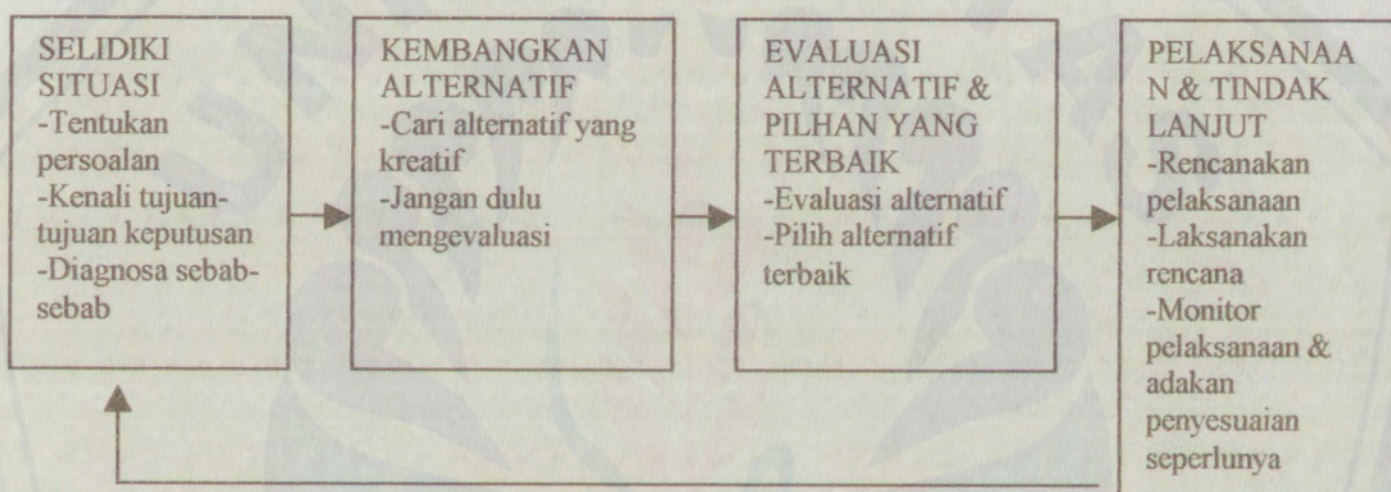 SELIDIKI
SITUASI
-Tentukan
persoalan
-Kenali tujuan-
tujuan keputusan
-Diagnosa sebab-
sebab
KEMBANGKAN
ALTERNATIF
-Cari alternatif yang
kreatif
-Jangan dulu
mengevaluasi
EVALUASI
ALTERNATIF &
PILHAN YANG
TERBAIK
-Evaluasi alternatif
-Pilih alternatif
terbaik
PELAKSANAA
N & TINDAK
LANJUT
-Rencanakan
pelaksanaan
-Laksanakan
rencana
-Monitor
pelaksanaan &
adakan
penyesuaian
seperlunya